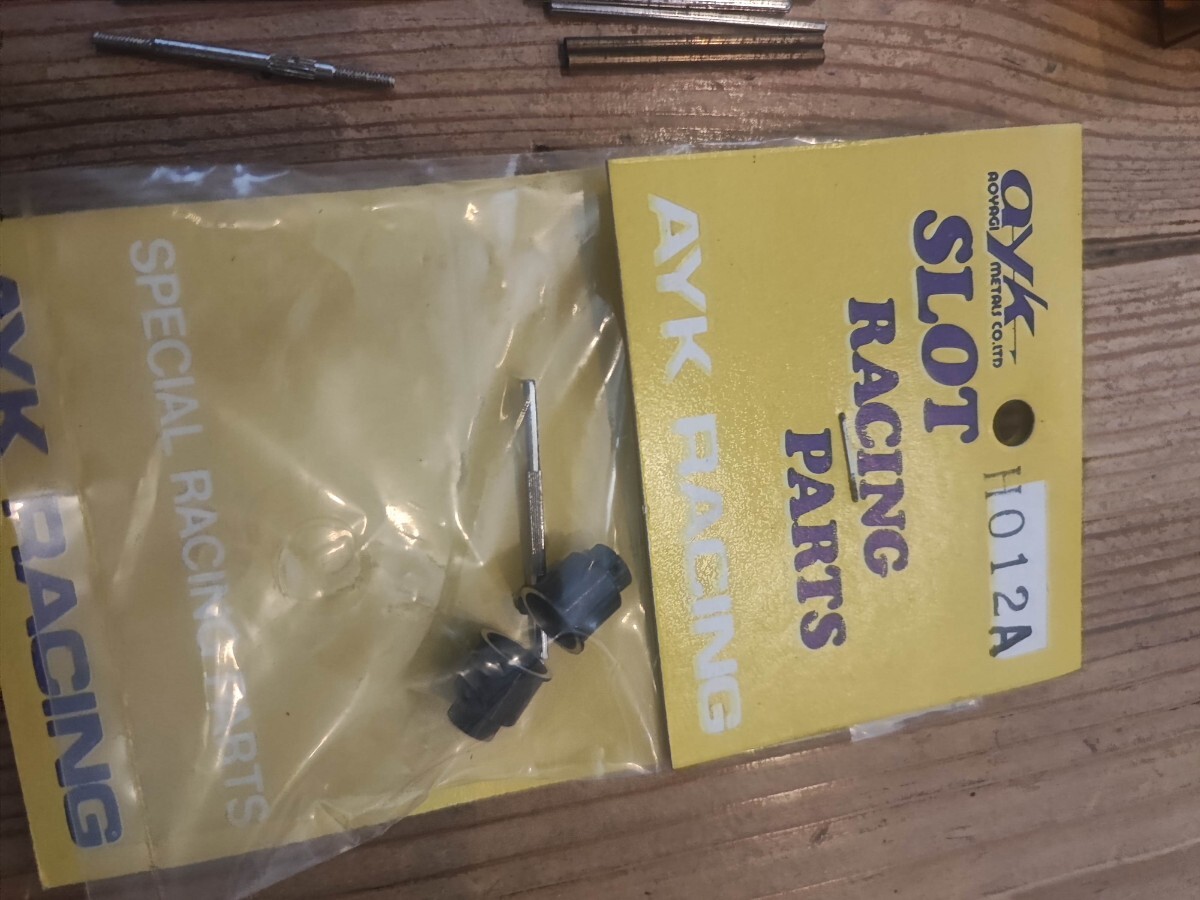 ayk
AOYAGI METALS CO.LTD
SLOT
RACING
PARTS
H012A
AYK RACING
SPECIAL RACING PARTS
AYK RACING